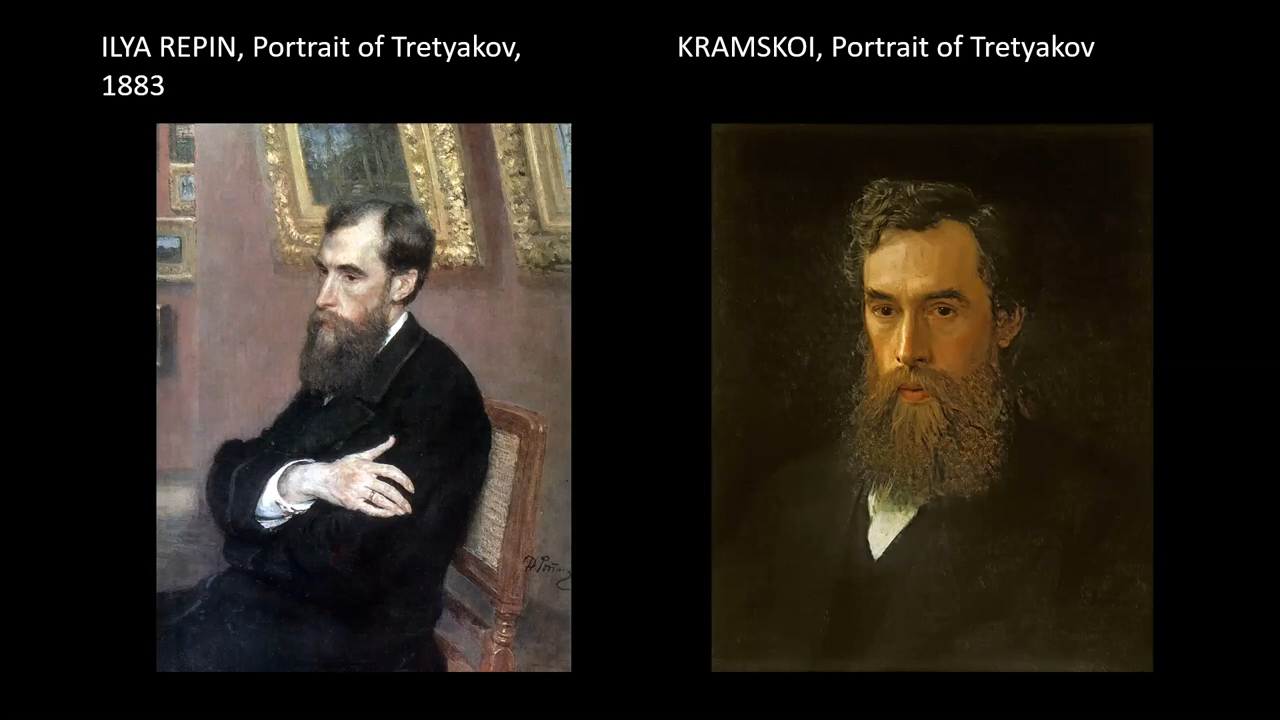 ILYA REPIN, Portrait of Tretyakov,
1883
KRAMSKOI, Portrait of Tretyakov